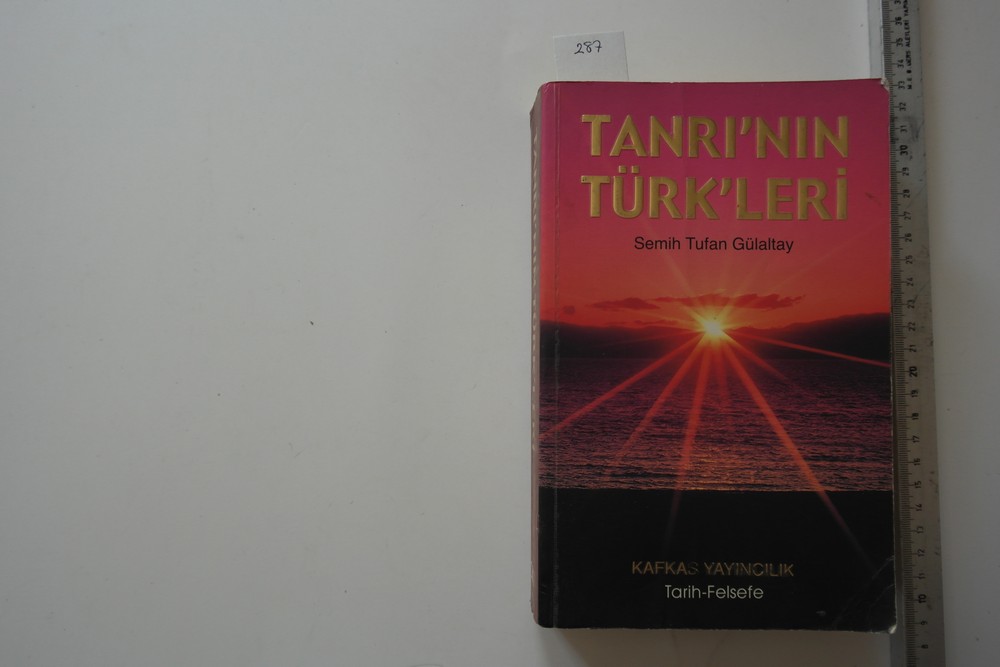 287
TANRI'NIN
TÜRK'LERİ
Semih Tufan Gülaltay
KAFKAS YAYINCILIK
Tarih-Felsefe